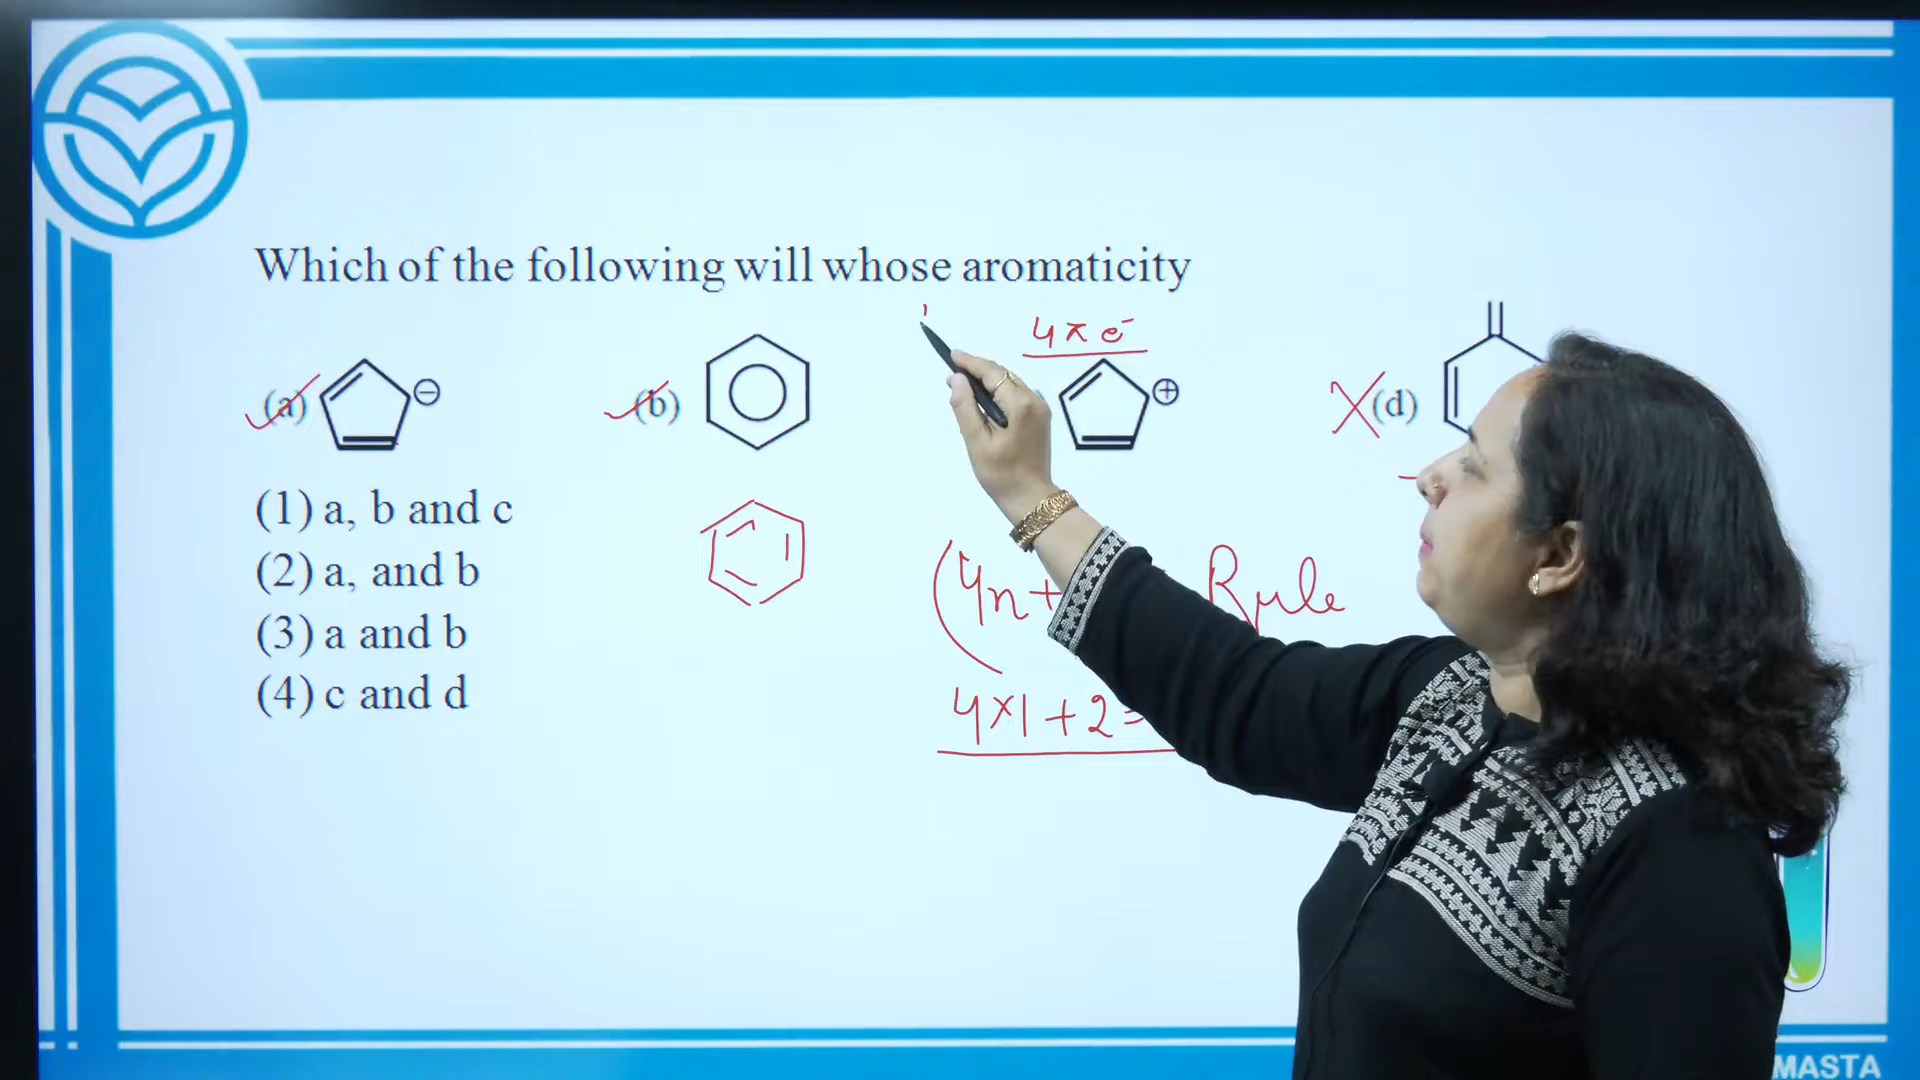 Which of the following will whose aromaticity
4πe⁻
(a) ⊖
(b)
⊕
X (d)
(1) a, b and c
(2) a, and b
(3) a and b
(4) c and d
(4n+ Rule
4×1+2=
MASTA